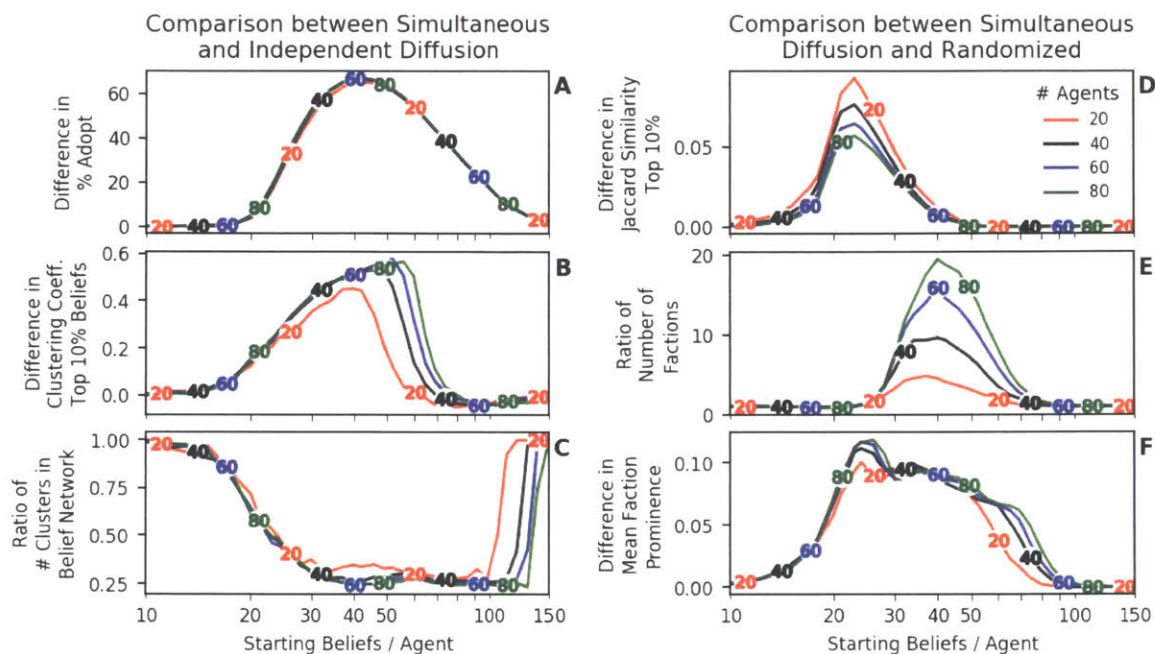 Comparison between Simultaneous
and Independent Diffusion
Difference in
% Adopt
60
40
20
0
A
20 40 60 80 20 40 60 80 20 40 60 80 20
Difference in
Clustering Coeff.
Top 10% Beliefs
0.6
0.4
0.2
0.0
B
20 40 60 80 20 40 60 80 20 40 60 80 20
Ratio of
# Clusters in
Belief Network
1.00
0.75
0.50
0.25
C
20 40 60 80 20 40 60 80 20 40 60 80 20
10 20 30 40 50 100 150
Starting Beliefs / Agent
Comparison between Simultaneous
Diffusion and Randomized
Difference in
Jaccard Similarity
Top 10%
0.05
0.00
D
# Agents
20
40
60
80
20 40 60 80 20 40 60 80 20 40 60 80 20
Ratio of
Number of
Factions
20
10
0
E
20 40 60 80 20 40 60 80 20 40 60 80 20
Difference in
Mean Faction
Prominence
0.10
0.05
0.00
F
20 40 60 80 20 40 60 80 20 40 60 80 20
10 20 30 40 50 100 150
Starting Beliefs / Agent